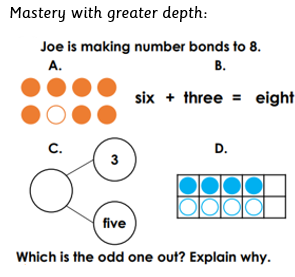 Mastery with greater depth:
Joe is making number bonds to 8.
A.
B.
six + three = eight
C.
3
five
D.
Which is the odd one out? Explain why.